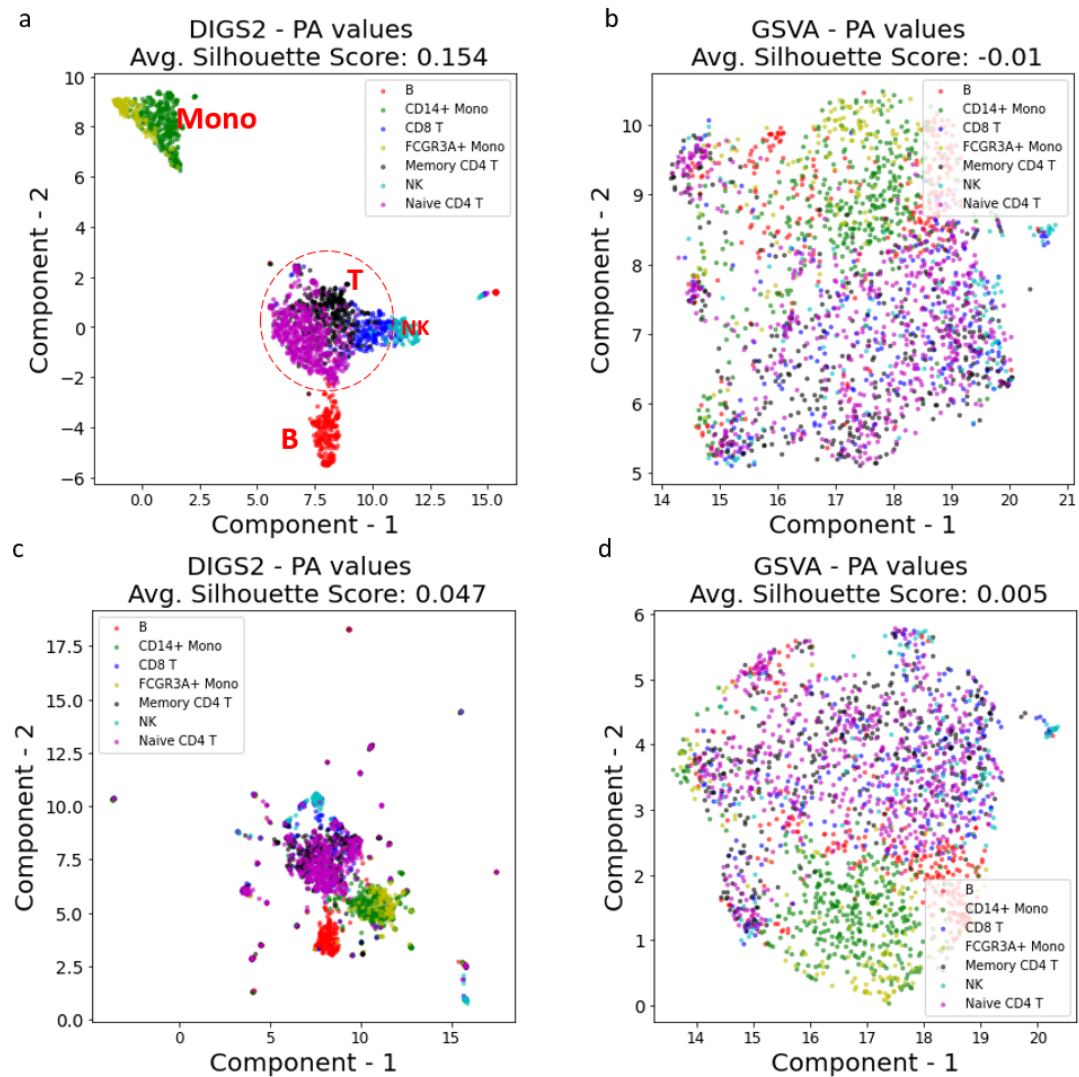 a
DIGS2 - PA values
Avg. Silhouette Score: 0.154
10
8
6
4
2
0
−2
−4
−6
Component - 2
B
CD14+ Mono
CD8 T
FCGR3A+ Mono
Memory CD4 T
NK
Naive CD4 T
Mono
T
NK
B
0.0 2.5 5.0 7.5 10.0 12.5 15.0
Component - 1
b
GSVA - PA values
Avg. Silhouette Score: -0.01
10
9
8
7
6
5
Component - 2
B
CD14+ Mono
CD8 T
FCGR3A+ Mono
Memory CD4 T
NK
Naive CD4 T
14 15 16 17 18 19 20 21
Component - 1
c
DIGS2 - PA values
Avg. Silhouette Score: 0.047
17.5
15.0
12.5
10.0
7.5
5.0
2.5
0.0
Component - 2
B
CD14+ Mono
CD8 T
FCGR3A+ Mono
Memory CD4 T
NK
Naive CD4 T
0 5 10 15
Component - 1
d
GSVA - PA values
Avg. Silhouette Score: 0.005
6
5
4
3
2
1
0
Component - 2
B
CD14+ Mono
CD8 T
FCGR3A+ Mono
Memory CD4 T
NK
Naive CD4 T
14 15 16 17 18 19 20
Component - 1